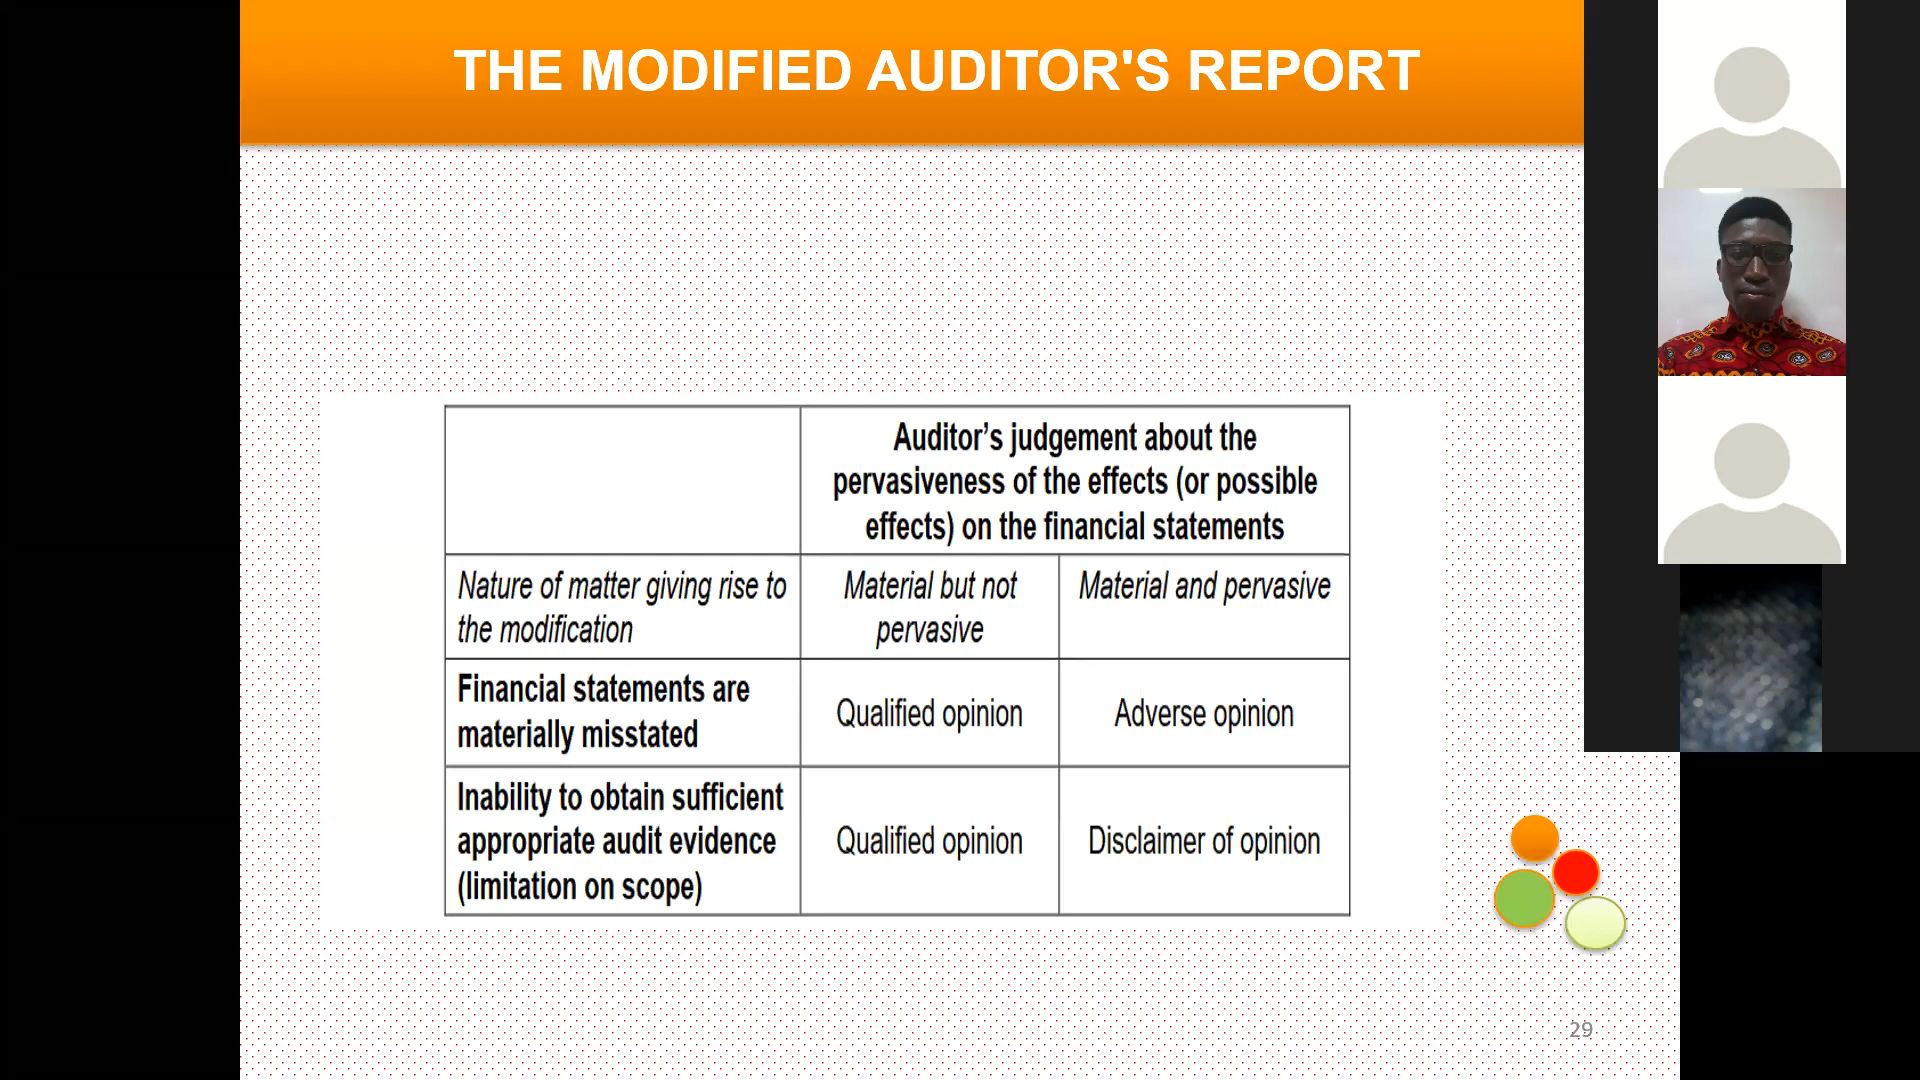 THE MODIFIED AUDITOR'S REPORT
Auditor’s judgement about the
pervasiveness of the effects (or possible
effects) on the financial statements
Nature of matter giving rise to
the modification
Material but not
pervasive
Material and pervasive
Financial statements are
materially misstated
Qualified opinion
Adverse opinion
Inability to obtain sufficient
appropriate audit evidence
(limitation on scope)
Qualified opinion
Disclaimer of opinion
29